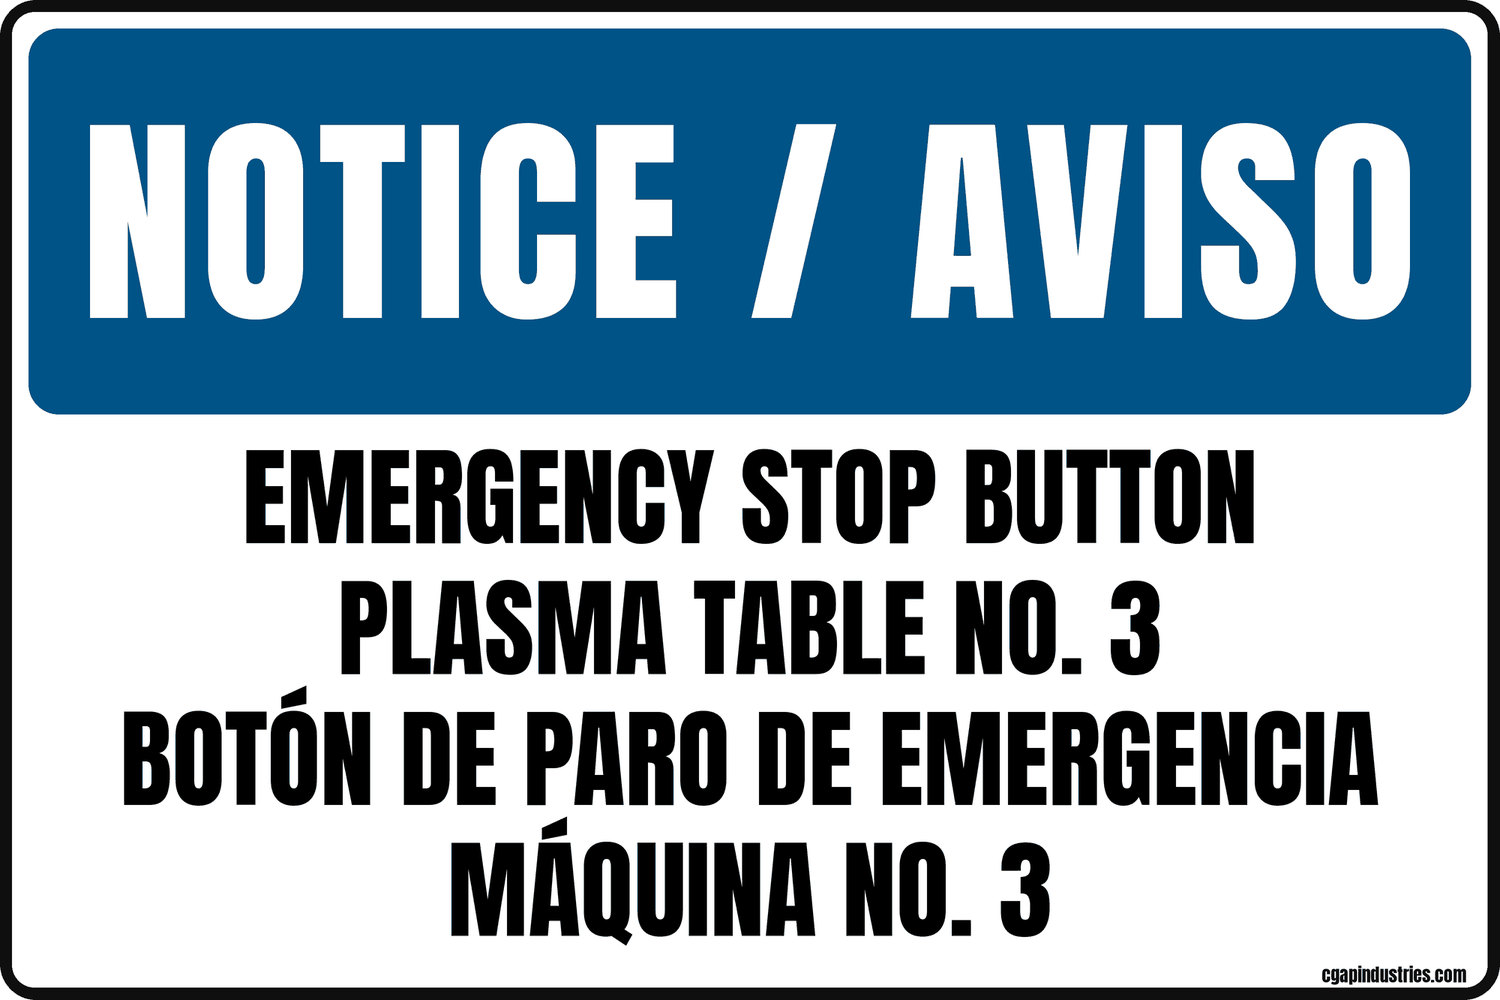 NOTICE / AVISO
EMERGENCY STOP BUTTON
PLASMA TABLE NO. 3
BOTÓN DE PARO DE EMERGENCIA
MÁQUINA NO. 3
cgapindustries.com